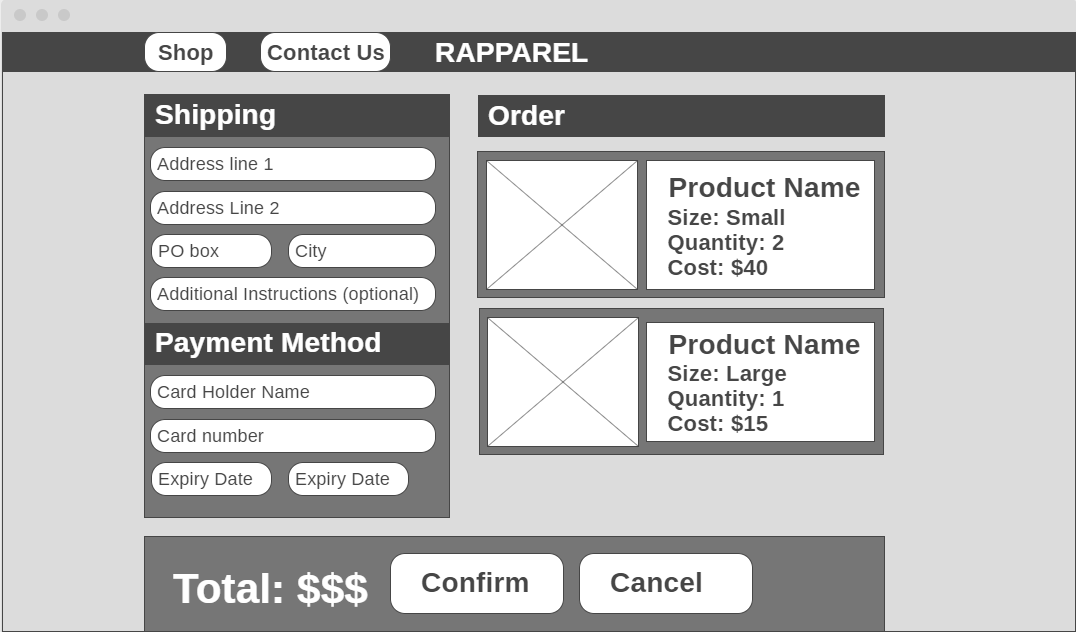 Shop
Contact Us
RAPPAREL
Shipping
Address line 1
Address Line 2
PO box
City
Additional Instructions (optional)
Payment Method
Card Holder Name
Card number
Expiry Date
Expiry Date
Order
Product Name
Size: Small
Quantity: 2
Cost: $40
Product Name
Size: Large
Quantity: 1
Cost: $15
Total: $$$
Confirm
Cancel